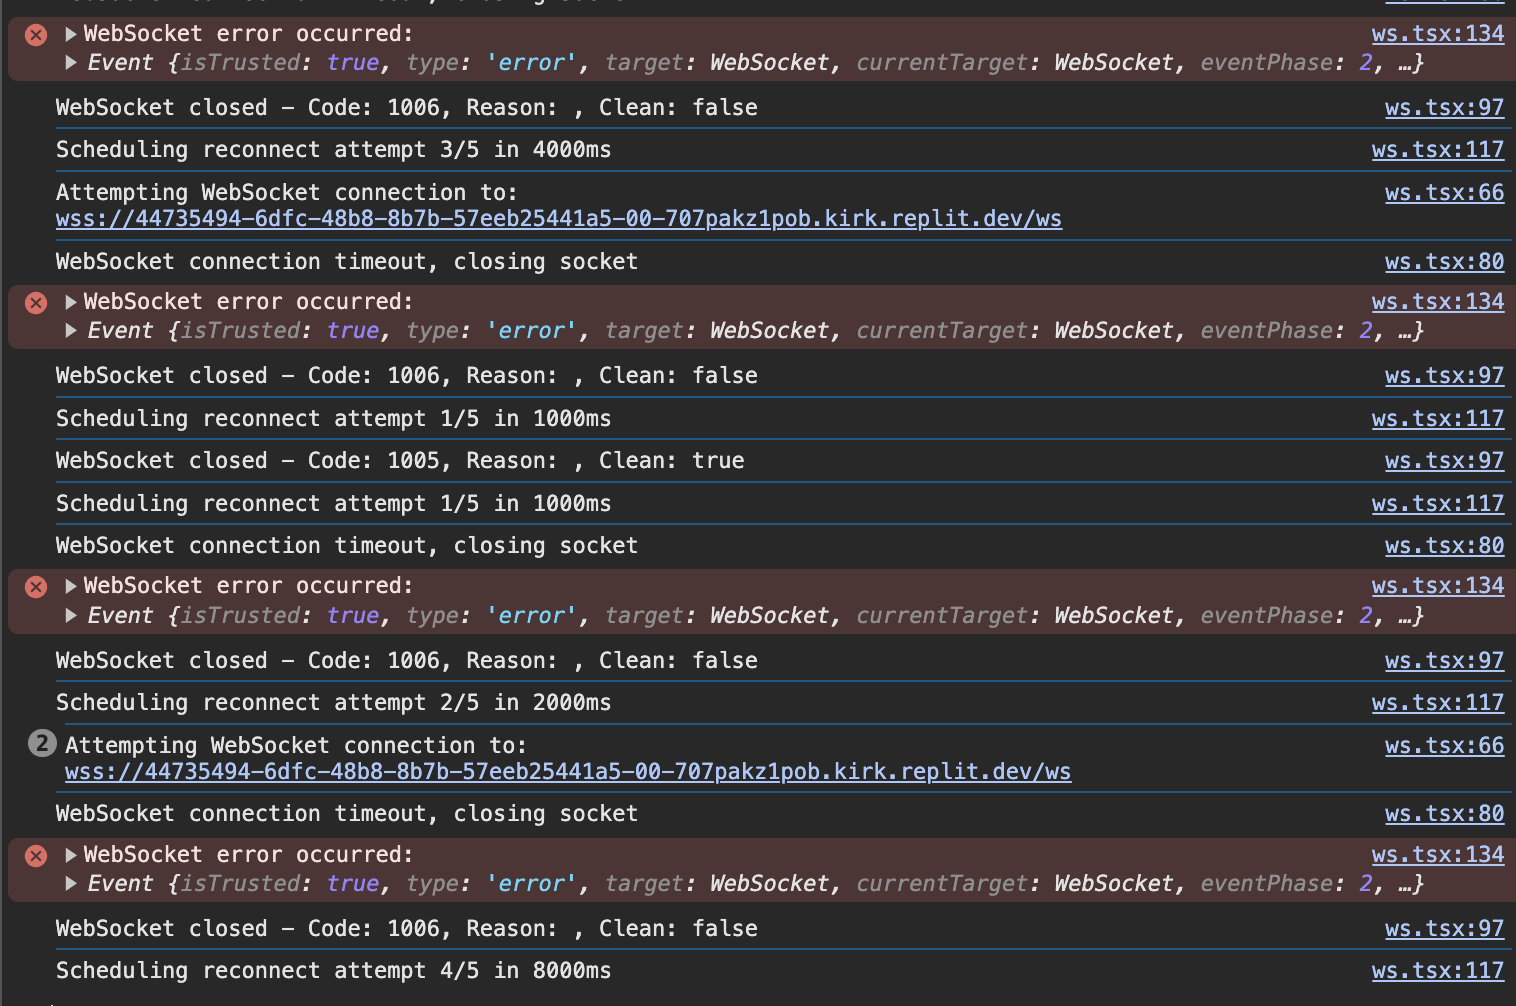 WebSocket error occurred: ws.tsx:134
Event {isTrusted: true, type: 'error', target: WebSocket, currentTarget: WebSocket, eventPhase: 2, …}
WebSocket closed – Code: 1006, Reason: , Clean: false ws.tsx:97
Scheduling reconnect attempt 3/5 in 4000ms ws.tsx:117
Attempting WebSocket connection to: ws.tsx:66
wss://44735494-6dfc-48b8-8b7b-57eeb25441a5-00-707pakz1pob.kirk.replit.dev/ws
WebSocket connection timeout, closing socket ws.tsx:80
WebSocket error occurred: ws.tsx:134
Event {isTrusted: true, type: 'error', target: WebSocket, currentTarget: WebSocket, eventPhase: 2, …}
WebSocket closed – Code: 1006, Reason: , Clean: false ws.tsx:97
Scheduling reconnect attempt 1/5 in 1000ms ws.tsx:117
WebSocket closed – Code: 1005, Reason: , Clean: true ws.tsx:97
Scheduling reconnect attempt 1/5 in 1000ms ws.tsx:117
WebSocket connection timeout, closing socket ws.tsx:80
WebSocket error occurred: ws.tsx:134
Event {isTrusted: true, type: 'error', target: WebSocket, currentTarget: WebSocket, eventPhase: 2, …}
WebSocket closed – Code: 1006, Reason: , Clean: false ws.tsx:97
Scheduling reconnect attempt 2/5 in 2000ms ws.tsx:117
2 Attempting WebSocket connection to: ws.tsx:66
wss://44735494-6dfc-48b8-8b7b-57eeb25441a5-00-707pakz1pob.kirk.replit.dev/ws
WebSocket connection timeout, closing socket ws.tsx:80
WebSocket error occurred: ws.tsx:134
Event {isTrusted: true, type: 'error', target: WebSocket, currentTarget: WebSocket, eventPhase: 2, …}
WebSocket closed – Code: 1006, Reason: , Clean: false ws.tsx:97
Scheduling reconnect attempt 4/5 in 8000ms ws.tsx:117